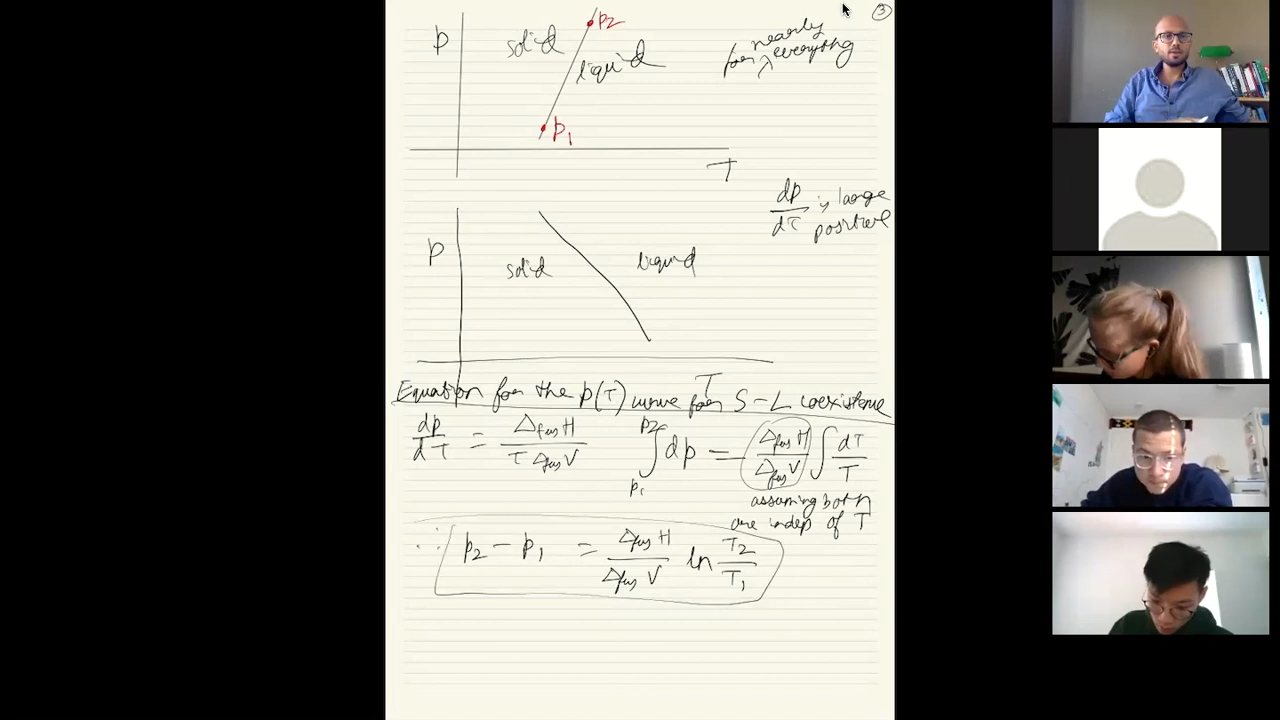 ③
p
solid
p2
liquid
for nearly everything
p1
T
dp/dT is large
positive
p
solid
liquid
T
Equation for the p(T) curve for S-L coexistence
dp/dT = ΔfusH / TΔfusV
∫p1p2 dp = ΔfusH/ΔfusV ∫ dT/T
assuming both
are indep of T
∴ p2 - p1 = ΔfusH/ΔfusV ln T2/T1